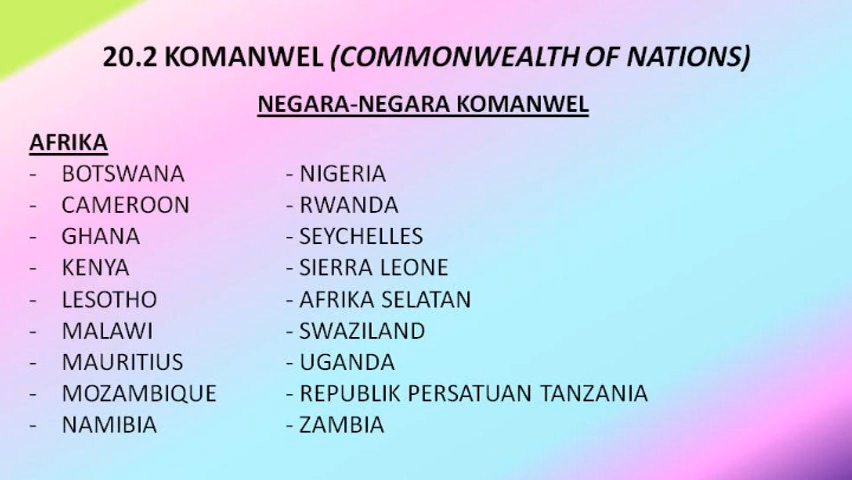 20.2 KOMANWEL (COMMONWEALTH OF NATIONS)
NEGARA-NEGARA KOMANWEL
AFRIKA
- BOTSWANA
- CAMEROON
- GHANA
- KENYA
- LESOTHO
- MALAWI
- MAURITIUS
- MOZAMBIQUE
- NAMIBIA
- NIGERIA
- RWANDA
- SEYCHELLES
- SIERRA LEONE
- AFRIKA SELATAN
- SWAZILAND
- UGANDA
- REPUBLIK PERSATUAN TANZANIA
- ZAMBIA